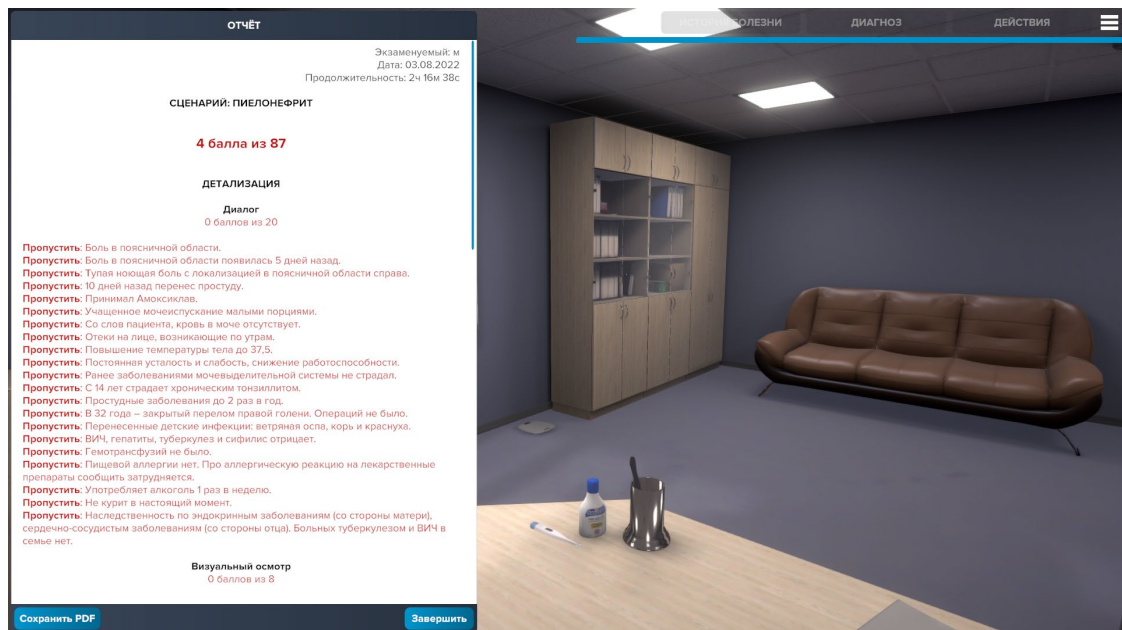 ОТЧЁТ
Экзаменуемый: м
Дата: 03.08.2022
Продолжительность: 2ч 16м 38с
СЦЕНАРИЙ: ПИЕЛОНЕФРИТ
4 балла из 87
ДЕТАЛИЗАЦИЯ
Диалог
0 баллов из 20
Пропустить: Боль в поясничной области.
Пропустить: Боль в поясничной области появилась 5 дней назад.
Пропустить: Тупая ноющая боль с локализацией в поясничной области справа.
Пропустить: 10 дней назад перенес простуду.
Пропустить: Принимал Амоксиклав.
Пропустить: Учащенное мочеиспускание малыми порциями.
Пропустить: Со слов пациента, кровь в моче отсутствует.
Пропустить: Отеки на лице, возникающие по утрам.
Пропустить: Повышение температуры тела до 37,5.
Пропустить: Постоянная усталость и слабость, снижение работоспособности.
Пропустить: Ранее заболеваниями мочевыделительной системы не страдал.
Пропустить: С 14 лет страдает хроническим тонзиллитом.
Пропустить: Простудные заболевания до 2 раз в год.
Пропустить: В 32 года – закрытый перелом правой голени. Операций не было.
Пропустить: Перенесенные детские инфекции: ветряная оспа, корь и краснуха.
Пропустить: ВИЧ, гепатиты, туберкулез и сифилис отрицает.
Пропустить: Гемотрансфузий не было.
Пропустить: Пищевой аллергии нет. Про аллергическую реакцию на лекарственные
препараты сообщить затрудняется.
Пропустить: Употребляет алкоголь 1 раз в неделю.
Пропустить: Не курит в настоящий момент.
Пропустить: Наследственность по эндокринным заболеваниям (со стороны матери),
сердечно-сосудистым заболеваниям (со стороны отца). Больных туберкулезом и ВИЧ в
семье нет.
Визуальный осмотр
0 баллов из 8
Сохранить PDF
Завершить
ИСТОРИЯ БОЛЕЗНИ
ДИАГНОЗ
ДЕЙСТВИЯ